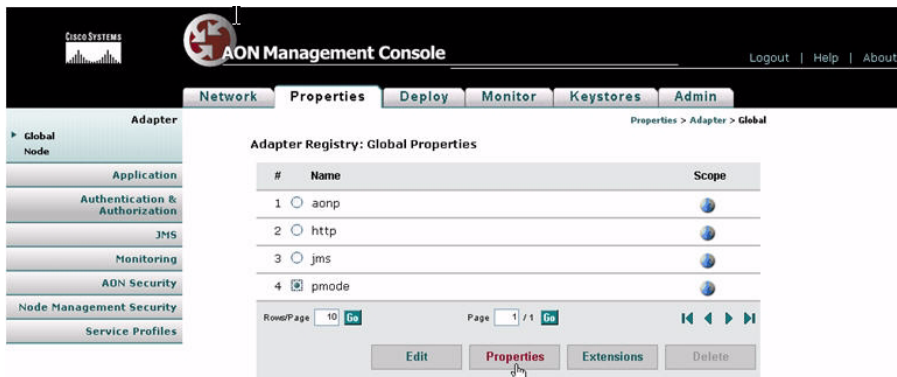 CISCO SYSTEMS
AON Management Console
Logout | Help | About
Network Properties Deploy Monitor Keystores Admin
Adapter
Global
Node
Application
Authentication &
Authorization
JMS
Monitoring
AON Security
Node Management Security
Service Profiles
Properties > Adapter > Global
Adapter Registry: Global Properties
# Name Scope
1 aonp
2 http
3 jms
4 pmode
Rows/Page 10 Go Page 1 / 1 Go
Edit Properties Extensions Delete